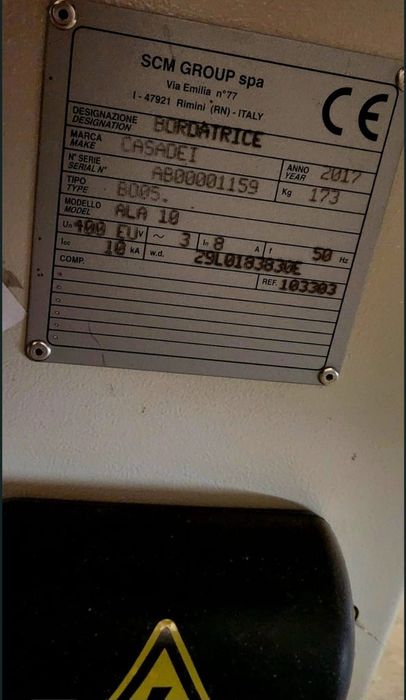 SCM GROUP spa
Via Emilia n°77
I - 47921 Rimini (RN) - ITALY
CE
DESIGNAZIONE
DESIGNATION BORDATRICE
MARCA
MAKE CASADEI
N° SERIE
SERIAL N° AB00001159 ANNO
YEAR 2017
TIPO
TYPE BD05. Kg 173
MODELLO
MODEL ALA 10
Un 400 EU V ~ 3 In 8 A f 50 Hz
Icc 10 kA w.d. 29L0183830E
COMP. REF. 103303